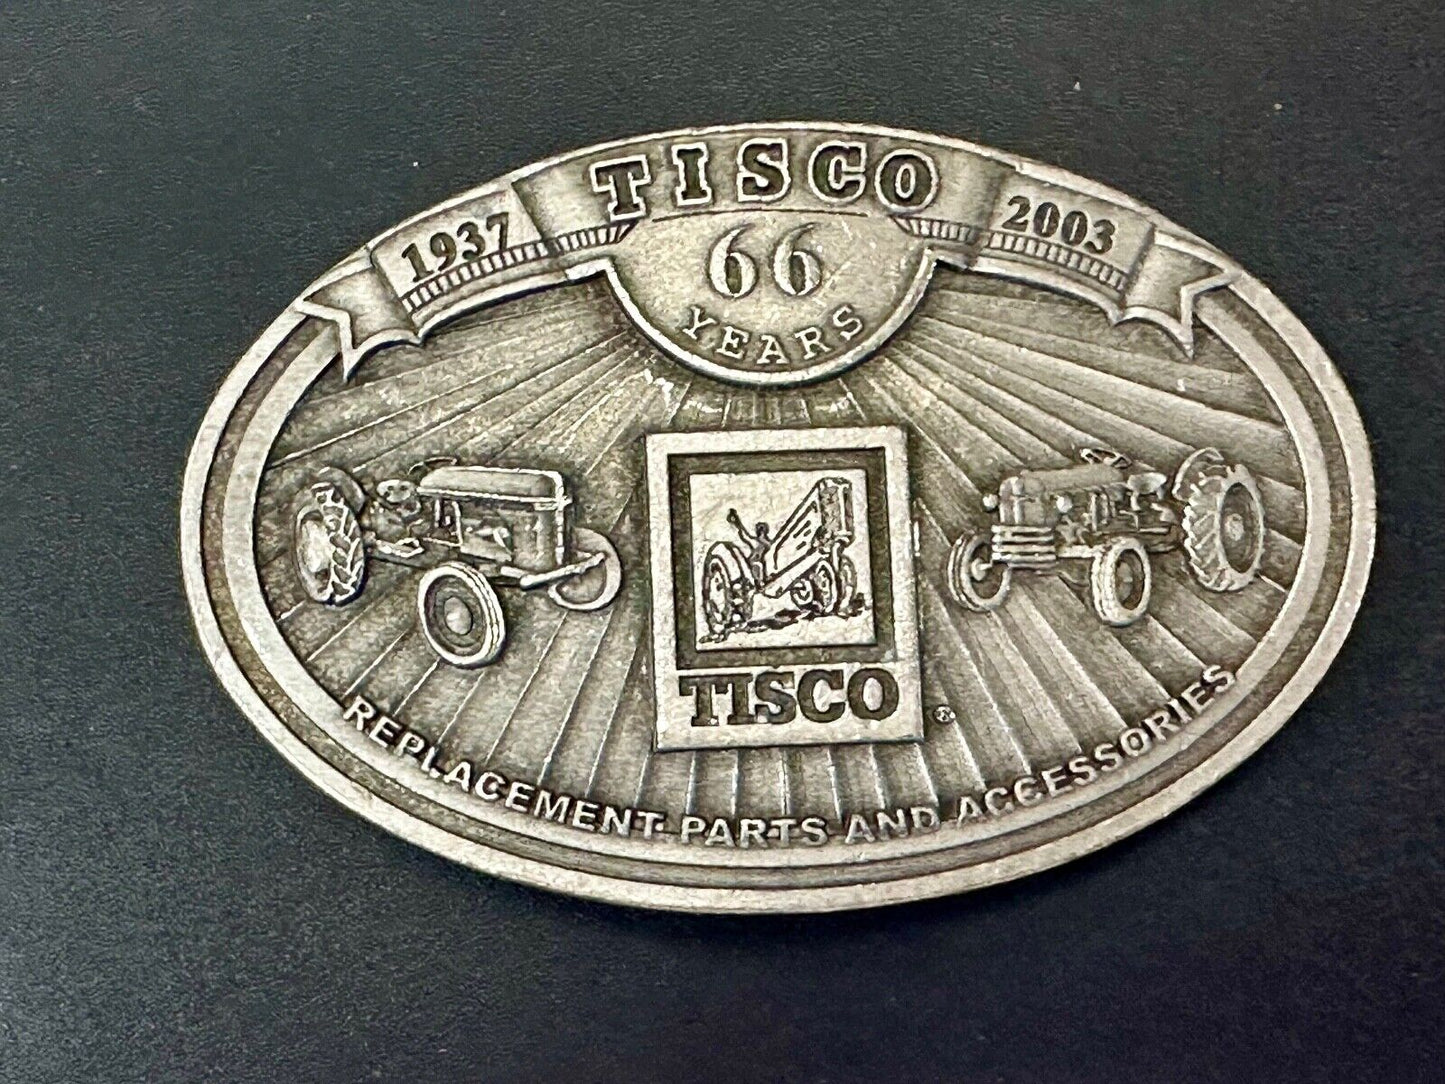 TISCO
1937 2003
66
YEARS
TISCO ®
REPLACEMENT PARTS AND ACCESSORIES